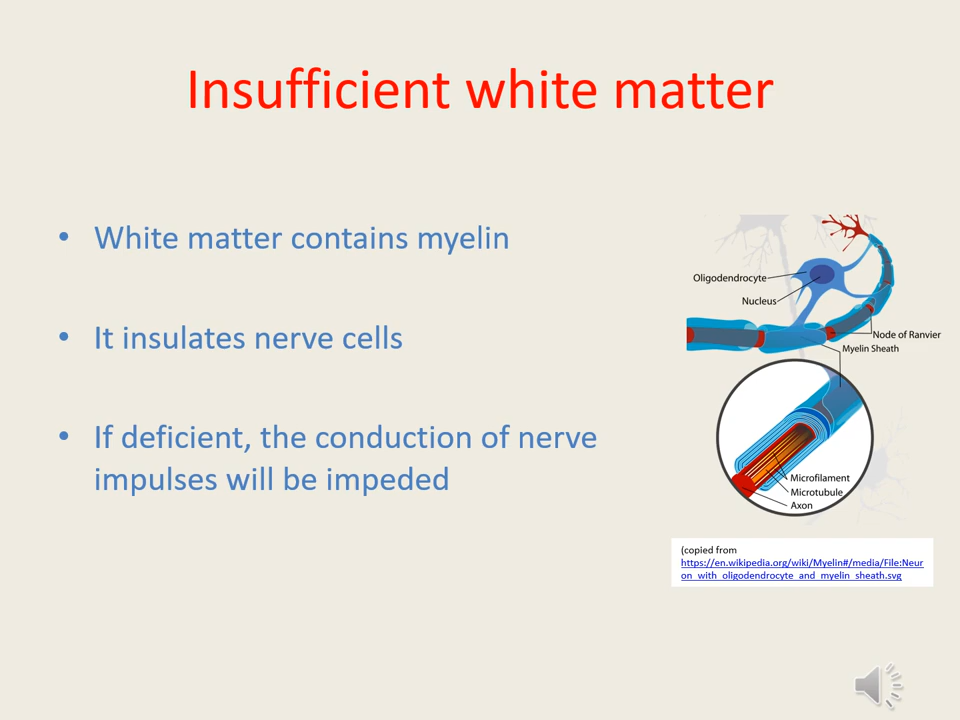 Insufficient white matter
• White matter contains myelin
• It insulates nerve cells
• If deficient, the conduction of nerve
impulses will be impeded
Oligodendrocyte
Nucleus
Node of Ranvier
Myelin Sheath
Microfilament
Microtubule
Axon
(copied from
https://en.wikipedia.org/wiki/Myelin#/media/File:Neur
on_with_oligodendrocyte_and_myelin_sheath.svg